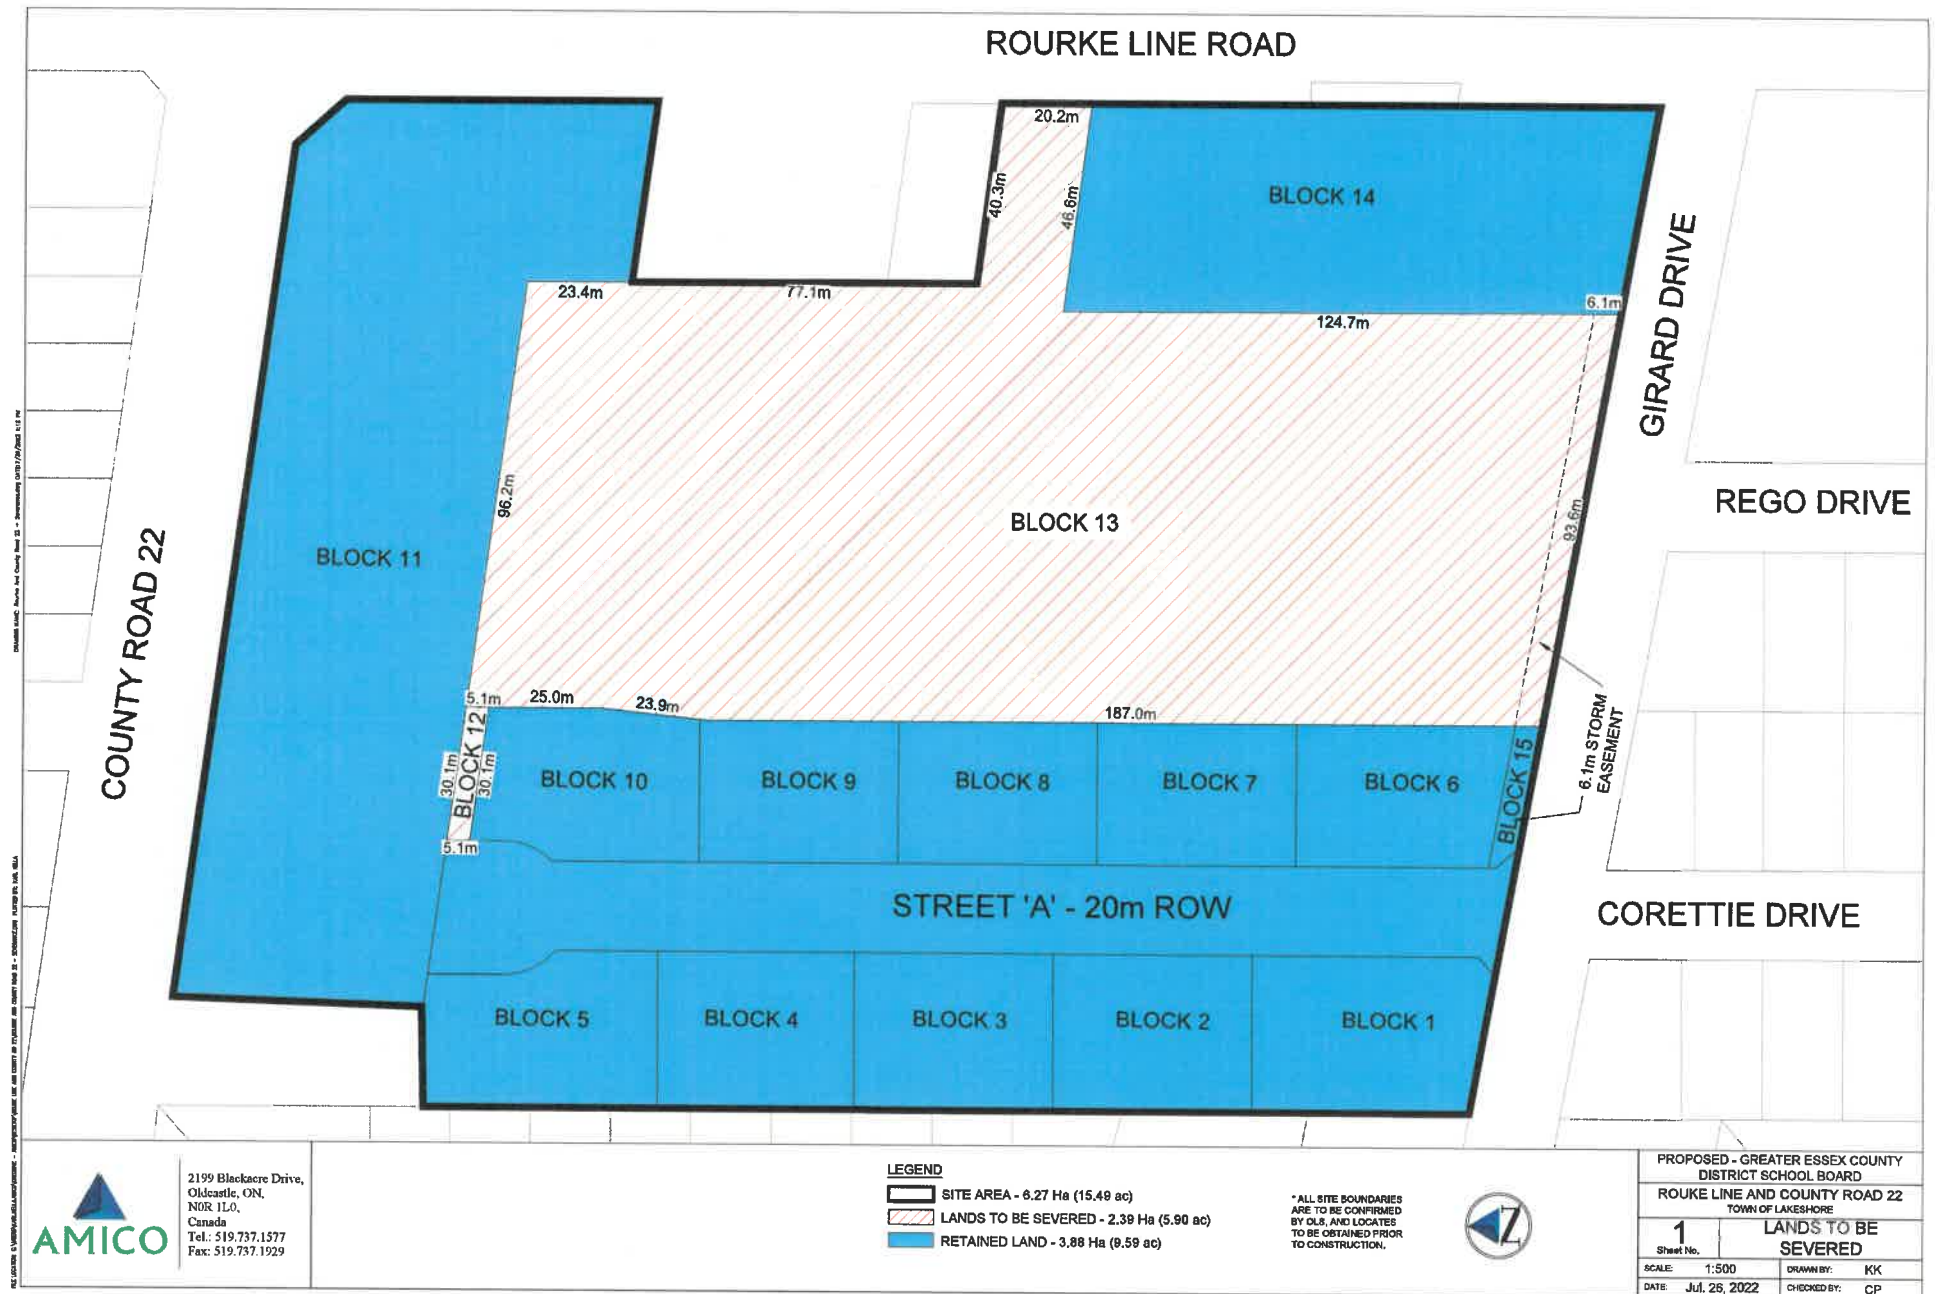 ROURKE LINE ROAD
20.2m
40.3m
46.6m
BLOCK 14
GIRARD DRIVE
23.4m
77.1m
6.1m
124.7m
96.2m
BLOCK 13
93.6m
REGO DRIVE
BLOCK 11
COUNTY ROAD 22
5.1m
25.0m
23.9m
187.0m
6.1m STORM
EASEMENT
30.1m
BLOCK 12
30.1m
BLOCK 10
BLOCK 9
BLOCK 8
BLOCK 7
BLOCK 6
BLOCK 15
5.1m
STREET 'A' - 20m ROW
CORETTIE DRIVE
BLOCK 5
BLOCK 4
BLOCK 3
BLOCK 2
BLOCK 1
AMICO
2199 Blackacre Drive,
Oldcastle, ON,
N0R 1L0,
Canada
Tel.: 519.737.1577
Fax: 519.737.1929
LEGEND
SITE AREA - 6.27 Ha (15.49 ac)
LANDS TO BE SEVERED - 2.39 Ha (5.90 ac)
RETAINED LAND - 3.88 Ha (9.59 ac)
* ALL SITE BOUNDARIES
ARE TO BE CONFIRMED
BY OLS, AND LOCATES
TO BE OBTAINED PRIOR
TO CONSTRUCTION.
Z
PROPOSED - GREATER ESSEX COUNTY
DISTRICT SCHOOL BOARD
ROUKE LINE AND COUNTY ROAD 22
TOWN OF LAKESHORE
1
Sheet No.
LANDS TO BE
SEVERED
SCALE: 1:500
DRAWN BY: KK
DATE: Jul. 26, 2022
CHECKED BY: CP